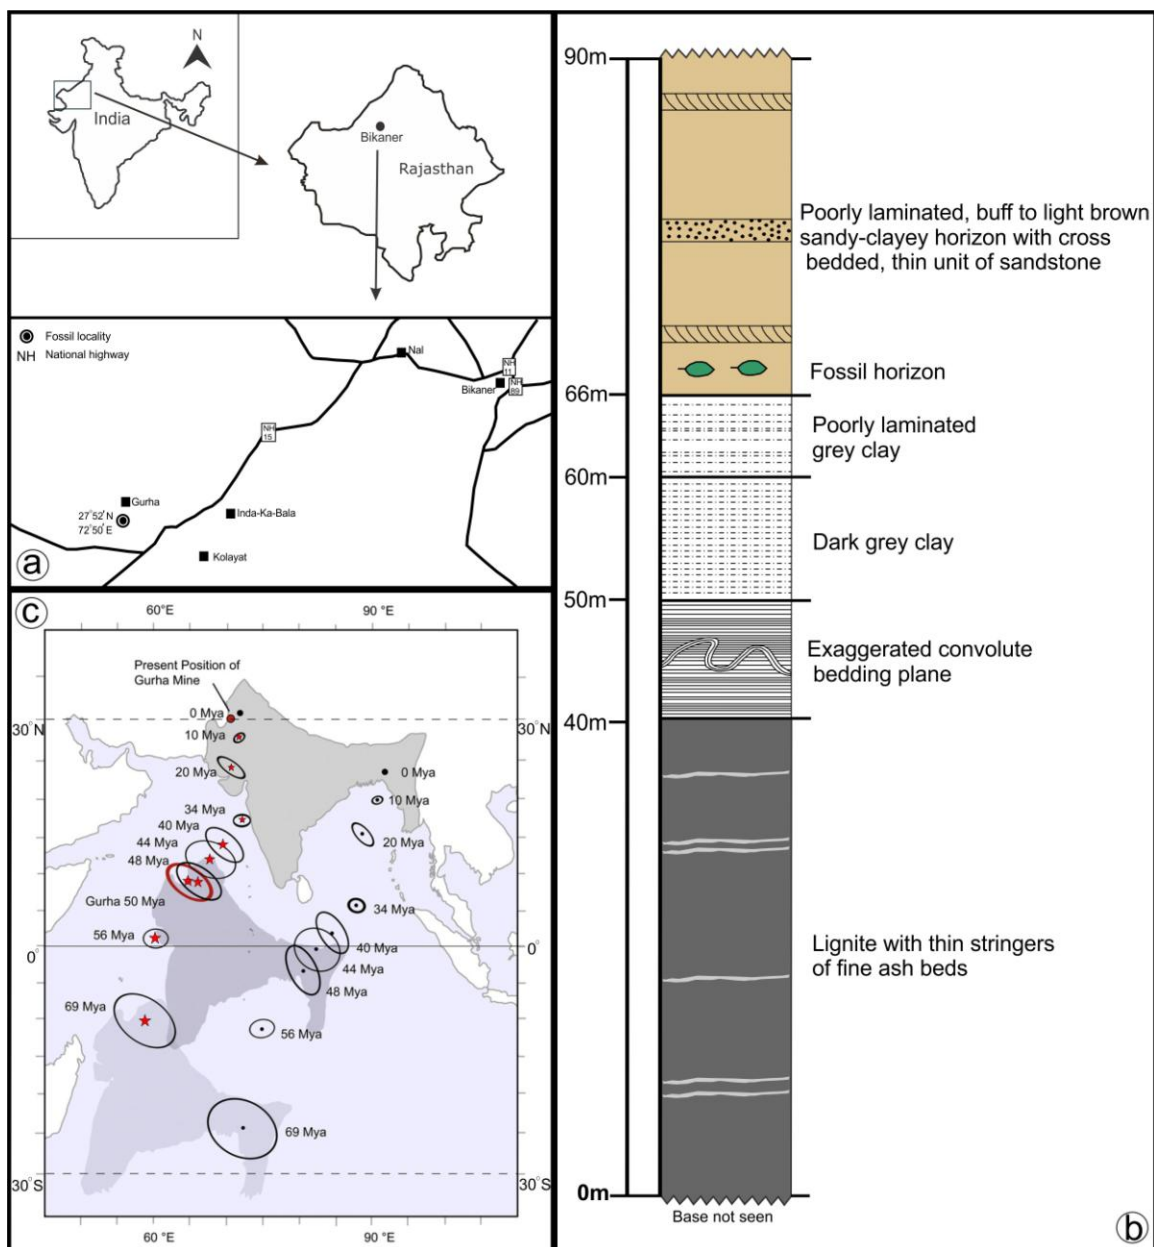 N
India
Bikaner
Rajasthan
Fossil locality
NH National highway
Nal
NH
11
Bikaner
NH
89
NH
15
Gurha
27°52' N
72°50' E
Inda-Ka-Bala
Kolayat
a
c
60°E
90 °E
Present Position of
Gurha Mine
0 Mya
30°N
30°N
10 Mya
20 Mya
0 Mya
10 Mya
34 Mya
40 Mya
20 Mya
44 Mya
48 Mya
Gurha 50 Mya
34 Mya
56 Mya
40 Mya
0°
0°
44 Mya
48 Mya
69 Mya
56 Mya
69 Mya
30°S
30°S
60 °E
90 °E
90m
Poorly laminated, buff to light brown
sandy-clayey horizon with cross
bedded, thin unit of sandstone
Fossil horizon
66m
Poorly laminated
grey clay
60m
Dark grey clay
50m
Exaggerated convolute
bedding plane
40m
Lignite with thin stringers
of fine ash beds
0m
Base not seen
b